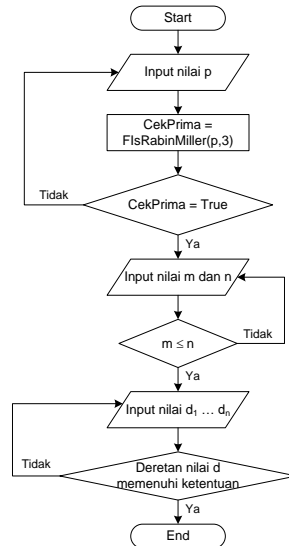 Start
Input nilai p
CekPrima =
FIsRabinMiller(p,3)
Tidak
CekPrima = True
Ya
Input nilai m dan n
m ≤ n
Tidak
Ya
Input nilai d₁ ... dₙ
Tidak
Deretan nilai d
memenuhi ketentuan
Ya
End